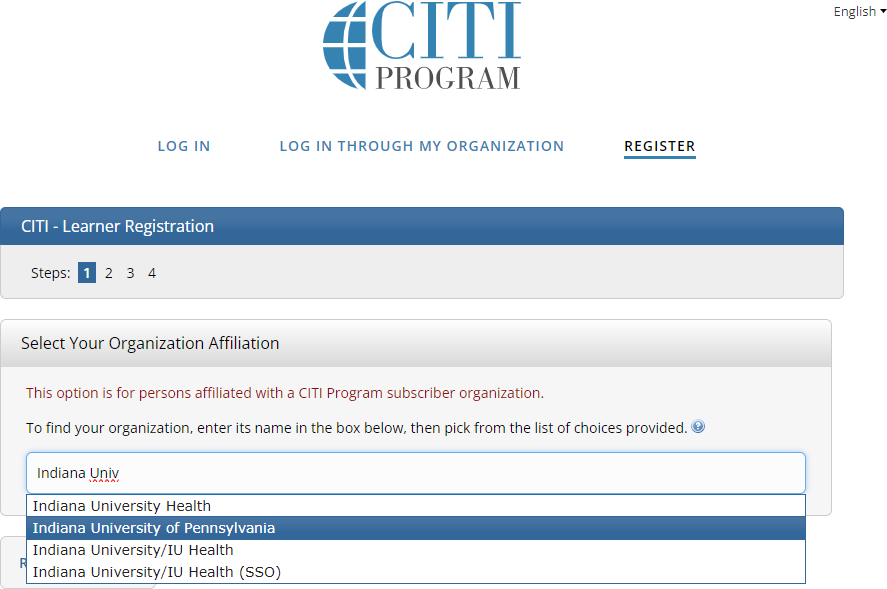 English
CITI
PROGRAM
LOG IN LOG IN THROUGH MY ORGANIZATION REGISTER
CITI - Learner Registration
Steps: 1 2 3 4
Select Your Organization Affiliation
This option is for persons affiliated with a CITI Program subscriber organization.
To find your organization, enter its name in the box below, then pick from the list of choices provided.
Indiana Univ
Indiana University Health
Indiana University of Pennsylvania
Indiana University/IU Health
Indiana University/IU Health (SSO)